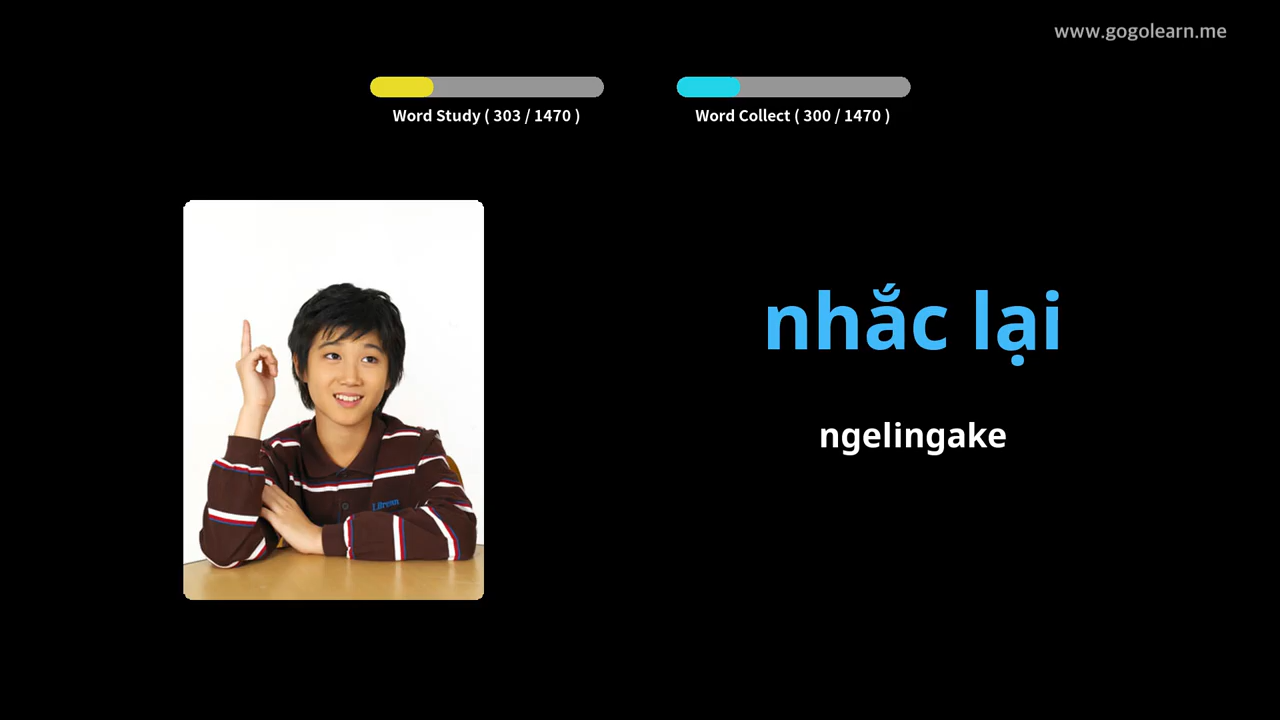 www.gogolearn.me
Word Study ( 303 / 1470 )
Word Collect ( 300 / 1470 )
nhắc lại
ngelingake